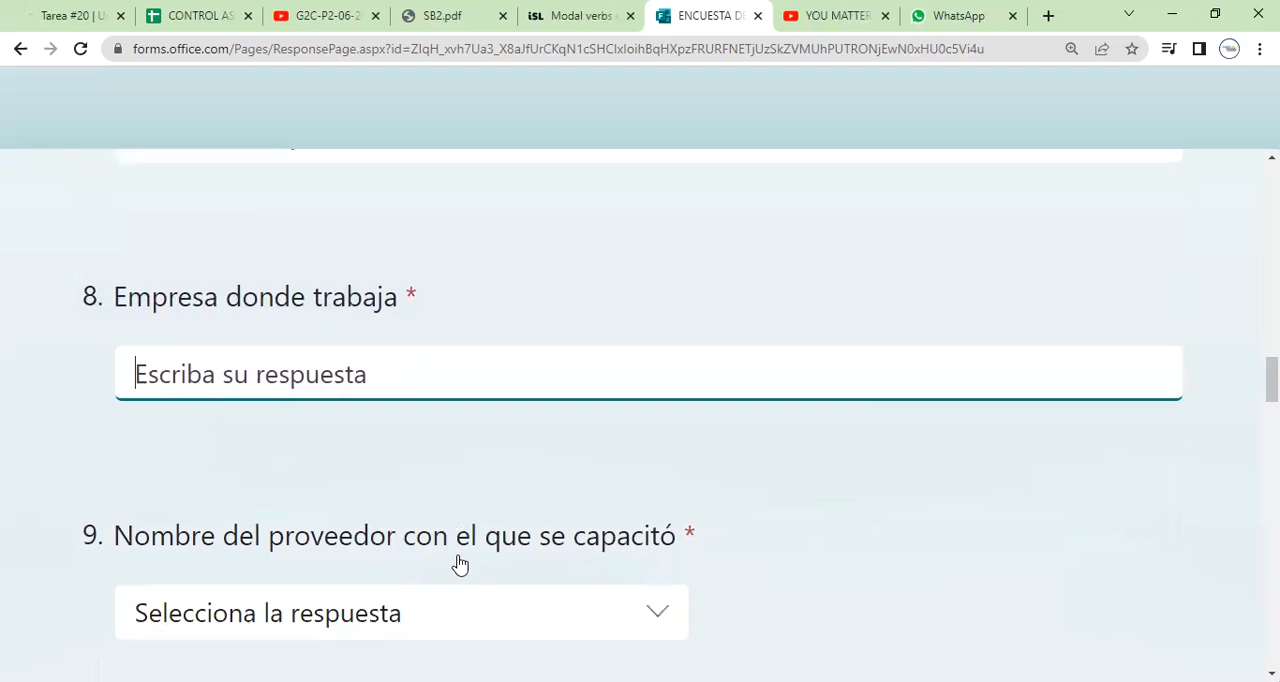 Tarea #20 | U
CONTROL AS
G2C-P2-06-2
SB2.pdf
iSL Modal verbs
ENCUESTA DE
YOU MATTER
WhatsApp
forms.office.com/Pages/ResponsePage.aspx?id=ZIqH_xvh7Ua3_X8aJfUrCKqN1cSHClxIoihBqHXpzFRURFNETjUzSkZVMUhPUTRONjEwN0xHU0c5Vi4u
8. Empresa donde trabaja *
Escriba su respuesta
9. Nombre del proveedor con el que se capacitó *
Selecciona la respuesta